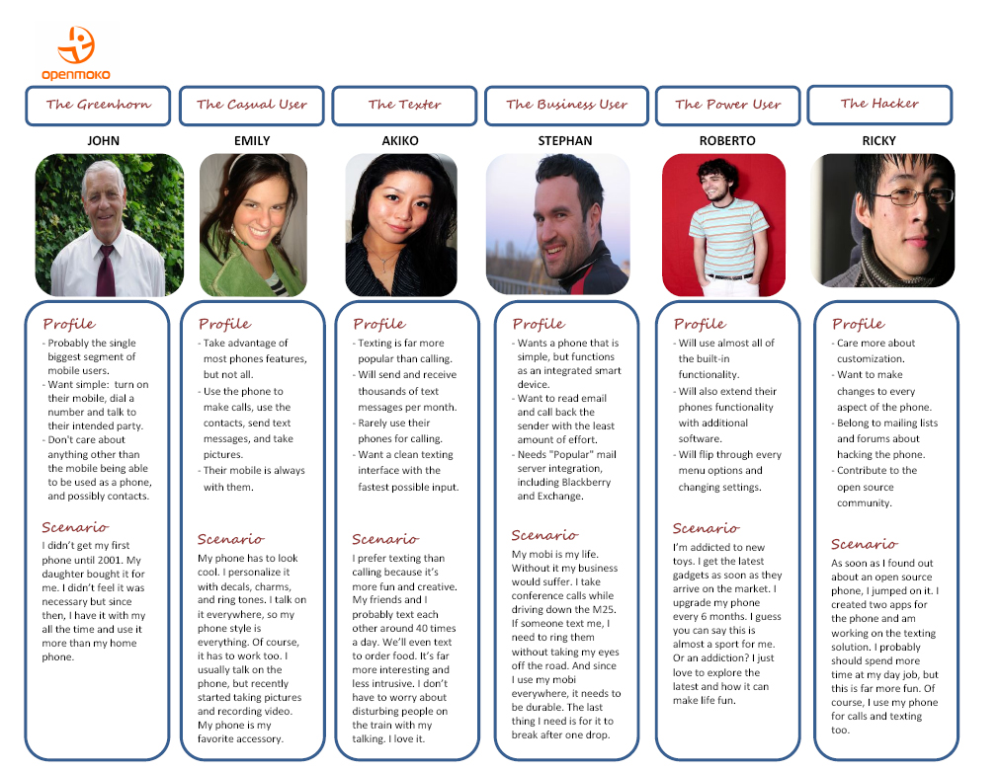 openmoko
The Greenhorn
The Casual User
The Texter
The Business User
The Power User
The Hacker
JOHN
EMILY
AKIKO
STEPHAN
ROBERTO
RICKY
Profile
- Probably the single
biggest segment of
mobile users.
- Want simple: turn on
their mobile, dial a
number and talk to
their intended party.
- Don't care about
anything other than
the mobile being able
to be used as a phone,
and possibly contacts.
Scenario
I didn't get my first
phone until 2001. My
daughter bought it for
me. I didn't feel it was
necessary but since
then, I have it with my
all the time and use it
more than my home
phone.
Profile
- Take advantage of
most phones features,
but not all.
- Use the phone to
make calls, use the
contacts, send text
messages, and take
pictures.
- Their mobile is always
with them.
Scenario
My phone has to look
cool. I personalize it
with decals, charms,
and ring tones. I talk on
it everywhere, so my
phone style is
everything. Of course,
it has to work too. I
usually talk on the
phone, but recently
started taking pictures
and recording video.
My phone is my
favorite accessory.
Profile
- Texting is far more
popular than calling.
- Will send and receive
thousands of text
messages per month.
- Rarely use their
phones for calling.
- Want a clean texting
interface with the
fastest possible input.
Scenario
I prefer texting than
calling because it's
more fun and creative.
My friends and I
probably text each
other around 40 times
a day. We'll even text
to order food. It's far
more interesting and
less intrusive. I don't
have to worry about
disturbing people on
the train with my
talking. I love it.
Profile
- Wants a phone that is
simple, but functions
as an integrated smart
device.
- Want to read email
and call back the
sender with the least
amount of effort.
- Needs "Popular" mail
server integration,
including Blackberry
and Exchange.
Scenario
My mobi is my life.
Without it my business
would suffer. I take
conference calls while
driving down the M25.
If someone text me, I
need to ring them
without taking my eyes
off the road. And since
I use my mobi
everywhere, it needs to
be durable. The last
thing I need is for it to
break after one drop.
Profile
- Will use almost all of
the built-in
functionality.
- Will also extend their
phones functionality
with additional
software.
- Will flip through every
menu options and
changing settings.
Scenario
I'm addicted to new
toys. I get the latest
gadgets as soon as they
arrive on the market. I
upgrade my phone
every 6 months. I guess
you can say this is
almost a sport for me.
Or an addiction? I just
love to explore the
latest and how it can
make life fun.
Profile
- Care more about
customization.
- Want to make
changes to every
aspect of the phone.
- Belong to mailing lists
and forums about
hacking the phone.
- Contribute to the
open source
community.
Scenario
As soon as I found out
about an open source
phone, I jumped on it. I
created two apps for
the phone and am
working on the texting
solution. I probably
should spend more
time at my day job, but
this is far more fun. Of
course, I use my phone
for calls and texting
too.